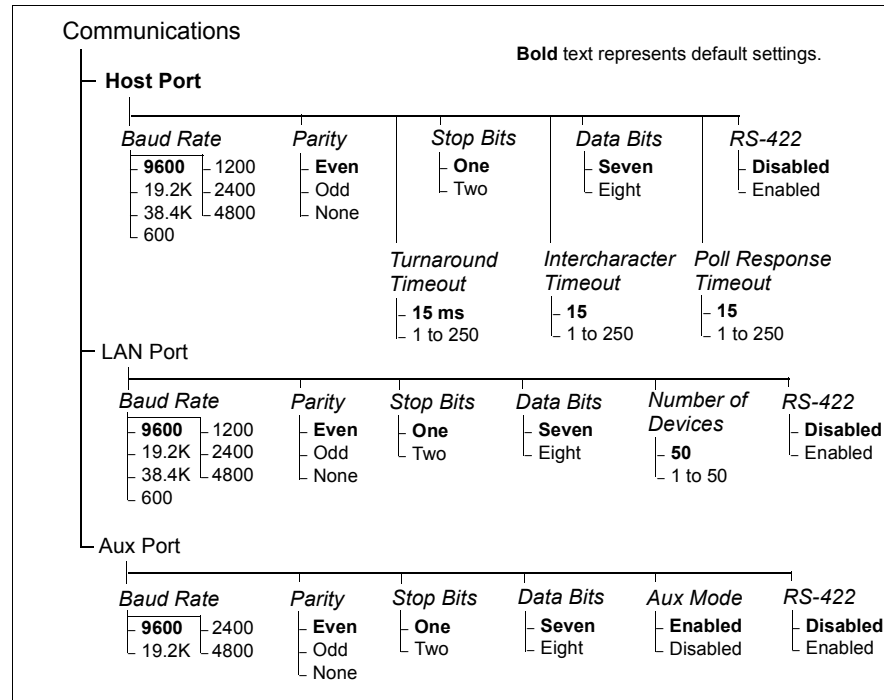 Communications
Bold text represents default settings.
Host Port
Baud Rate Parity Stop Bits Data Bits RS-422
9600 1200 Even One Seven Disabled
19.2K 2400 Odd Two Eight Enabled
38.4K 4800 None
600
Turnaround Intercharacter Poll Response
Timeout Timeout Timeout
15 ms 15 15
1 to 250 1 to 250 1 to 250
LAN Port
Baud Rate Parity Stop Bits Data Bits Number of RS-422
Devices
9600 1200 Even One Seven Disabled
19.2K 2400 Odd Two Eight 50 Enabled
38.4K 4800 None 1 to 50
600
Aux Port
Baud Rate Parity Stop Bits Data Bits Aux Mode RS-422
9600 2400 Even One Seven Enabled Disabled
19.2K 4800 Odd Two Eight Disabled Enabled
None